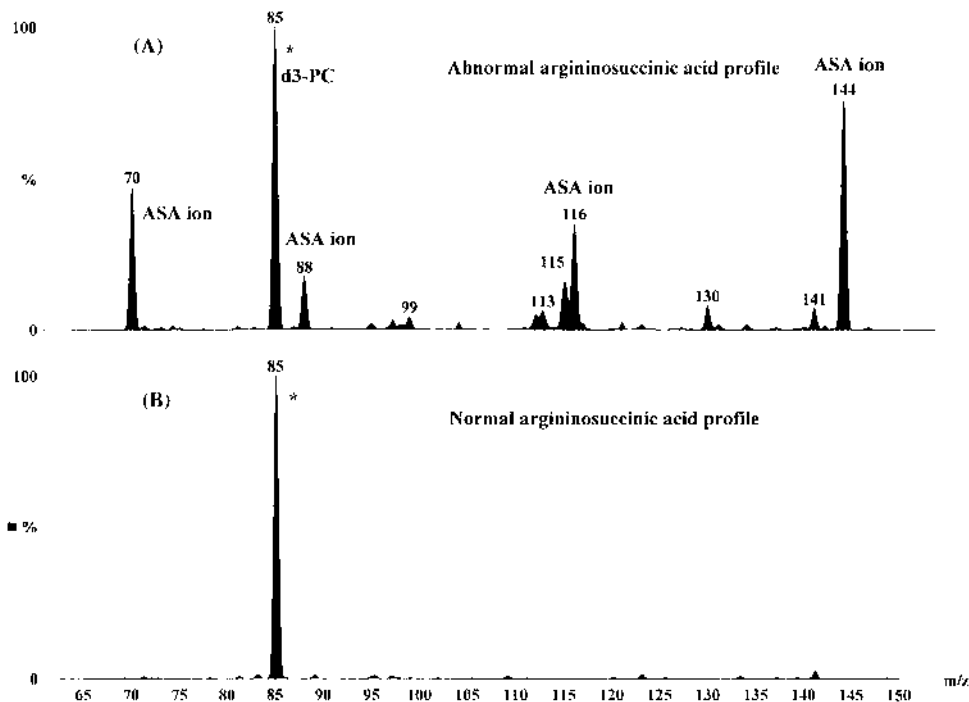 100
85
(A)
*
d3-PC
Abnormal argininosuccinic acid profile
ASA ion
144
%
70
ASA ion
ASA ion
88
99
ASA ion
116
115
113
130
141
0
100
85
(B)
*
Normal argininosuccinic acid profile
%
0
65 70 75 80 85 90 95 100 105 110 115 120 125 130 135 140 145 150 m/z